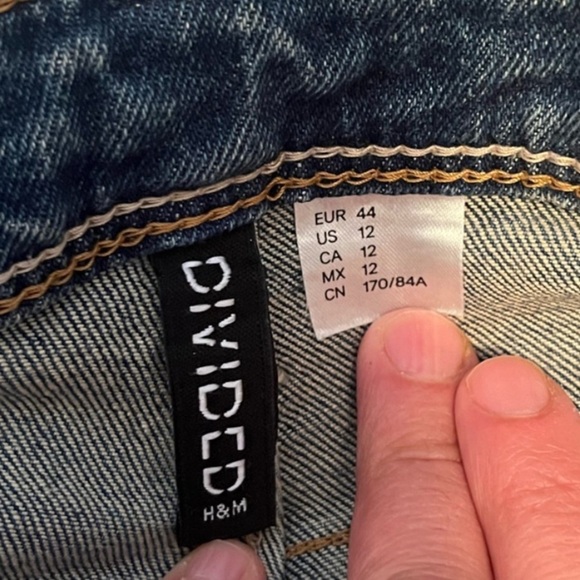 DIVIDED
H&M
EUR 44
US 12
CA 12
MX 12
CN 170/84A